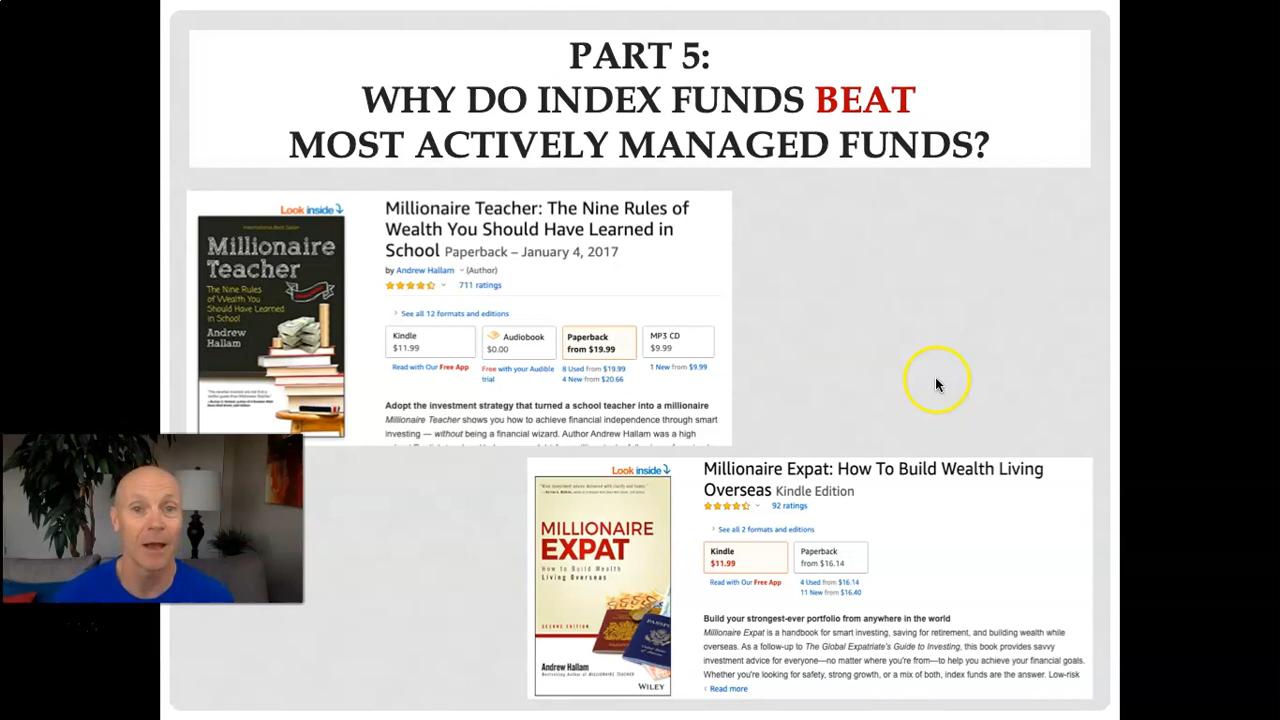 PART 5:
WHY DO INDEX FUNDS BEAT
MOST ACTIVELY MANAGED FUNDS?
Look inside
International Best Seller
Millionaire
Teacher
The Nine Rules
of Wealth You
Should Have Learned
in School
Andrew
Hallam
Millionaire Teacher: The Nine Rules of
Wealth You Should Have Learned in
School Paperback – January 4, 2017
by Andrew Hallam (Author)
711 ratings
See all 12 formats and editions
Kindle
$11.99
Read with Our Free App
Audiobook
$0.00
Free with your Audible
trial
Paperback
from $19.99
8 Used from $19.99
4 New from $20.66
MP3 CD
$9.99
1 New from $9.99
Adopt the investment strategy that turned a school teacher into a millionaire
Millionaire Teacher shows you how to achieve financial independence through smart
investing — without being a financial wizard. Author Andrew Hallam was a high
Look inside
MILLIONAIRE
EXPAT
How to Build Wealth
Living Overseas
SECOND EDITION
PASSPORT
Andrew Hallam
Bestselling Author of MILLIONAIRE TEACHER
WILEY
Millionaire Expat: How To Build Wealth Living
Overseas Kindle Edition
92 ratings
See all 2 formats and editions
Kindle
$11.99
Read with Our Free App
Paperback
from $16.14
4 Used from $16.14
11 New from $16.40
Build your strongest-ever portfolio from anywhere in the world
Millionaire Expat is a handbook for smart investing, saving for retirement, and building wealth while
overseas. As a follow-up to The Global Expatriate's Guide to Investing, this book provides savvy
investment advice for everyone—no matter where you're from—to help you achieve your financial goals.
Whether you're looking for safety, strong growth, or a mix of both, index funds are the answer. Low-risk
Read more